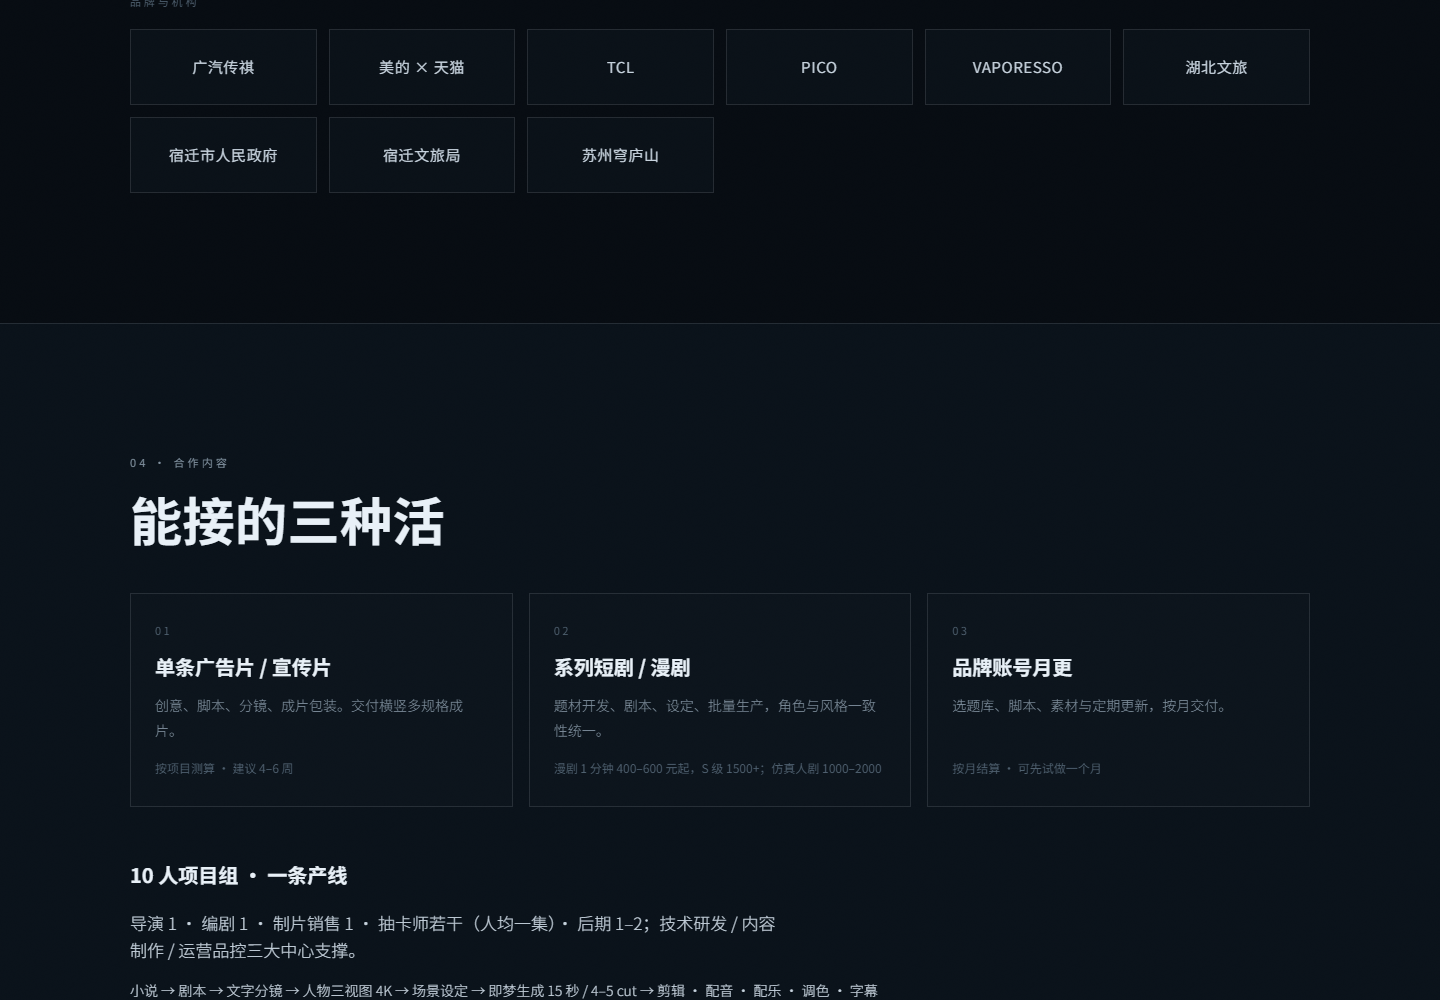 品牌与机构
广汽传祺
美的 × 天猫
TCL
PICO
VAPORESSO
湖北文旅
宿迁市人民政府
宿迁文旅局
苏州穹庐山
04 · 合作内容
能接的三种活
01
单条广告片 / 宣传片
创意、脚本、分镜、成片包装。交付横竖多规格成
片。
按项目测算 · 建议 4–6 周
02
系列短剧 / 漫剧
题材开发、剧本、设定、批量生产，角色与风格一致
性统一。
漫剧 1 分钟 400–600 元起，S 级 1500+；仿真人剧 1000–2000
03
品牌账号月更
选题库、脚本、素材与定期更新，按月交付。
按月结算 · 可先试做一个月
10 人项目组 · 一条产线
导演 1 · 编剧 1 · 制片销售 1 · 抽卡师若干（人均一集）· 后期 1–2；技术研发 / 内容
制作 / 运营品控三大中心支撑。
小说 → 剧本 → 文字分镜 → 人物三视图 4K → 场景设定 → 即梦生成 15 秒 / 4–5 cut → 剪辑 · 配音 · 配乐 · 调色 · 字幕